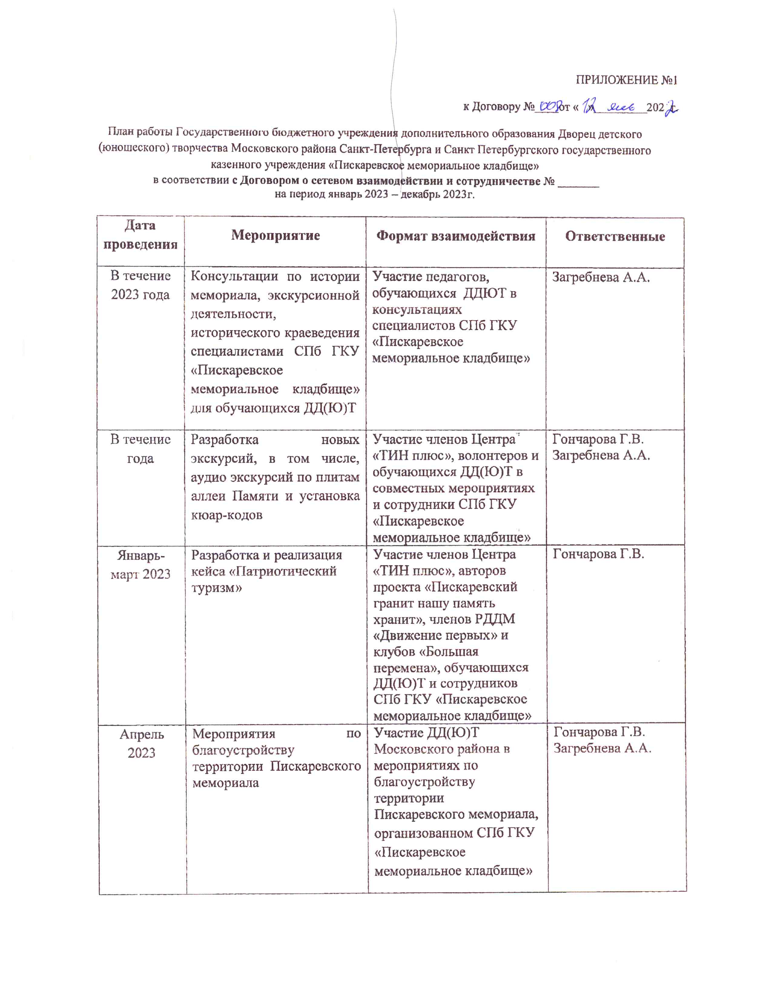 ПРИЛОЖЕНИЕ №1
к Договору №____от « » янв 202 г.
План работы Государственного бюджетного учреждения дополнительного образования Дворец детского
(юношеского) творчества Московского района Санкт-Петербурга и Санкт Петербургского государственного
казенного учреждения «Пискаревское мемориальное кладбище»
в соответствии с Договором о сетевом взаимодействии и сотрудничестве № _______
на период январь 2023 – декабрь 2023г.
Дата
проведения
Мероприятие
Формат взаимодействия
Ответственные
В течение
2023 года
Консультации по истории
мемориала, экскурсионной
деятельности,
исторического краеведения
специалистами СПб ГКУ
«Пискаревское
мемориальное кладбище»
для обучающихся ДД(Ю)Т
Участие педагогов,
обучающихся ДДЮТ в
консультациях
специалистов СПб ГКУ
«Пискаревское
мемориальное кладбище»
Загребнева А.А.
В течение
года
Разработка новых
экскурсий, в том числе,
аудио экскурсий по плитам
аллеи Памяти и установка
кюар-кодов
Участие членов Центра
«ТИН плюс», волонтеров и
обучающихся ДД(Ю)Т в
совместных мероприятиях
и сотрудники СПб ГКУ
«Пискаревское
мемориальное кладбище»
Гончарова Г.В.
Загребнева А.А.
Январь-
март 2023
Разработка и реализация
кейса «Патриотический
туризм»
Участие членов Центра
«ТИН плюс», авторов
проекта «Пискаревский
гранит нашу память
хранит», членов РДДМ
«Движение первых» и
клубов «Большая
перемена», обучающихся
ДД(Ю)Т и сотрудников
СПб ГКУ «Пискаревское
мемориальное кладбище»
Гончарова Г.В.
Апрель
2023
Мероприятия по
благоустройству
территории Пискаревского
мемориала
Участие ДД(Ю)Т
Московского района в
мероприятиях по
благоустройству
территории
Пискаревского мемориала,
организованном СПб ГКУ
«Пискаревское
мемориальное кладбище»
Гончарова Г.В.
Загребнева А.А.